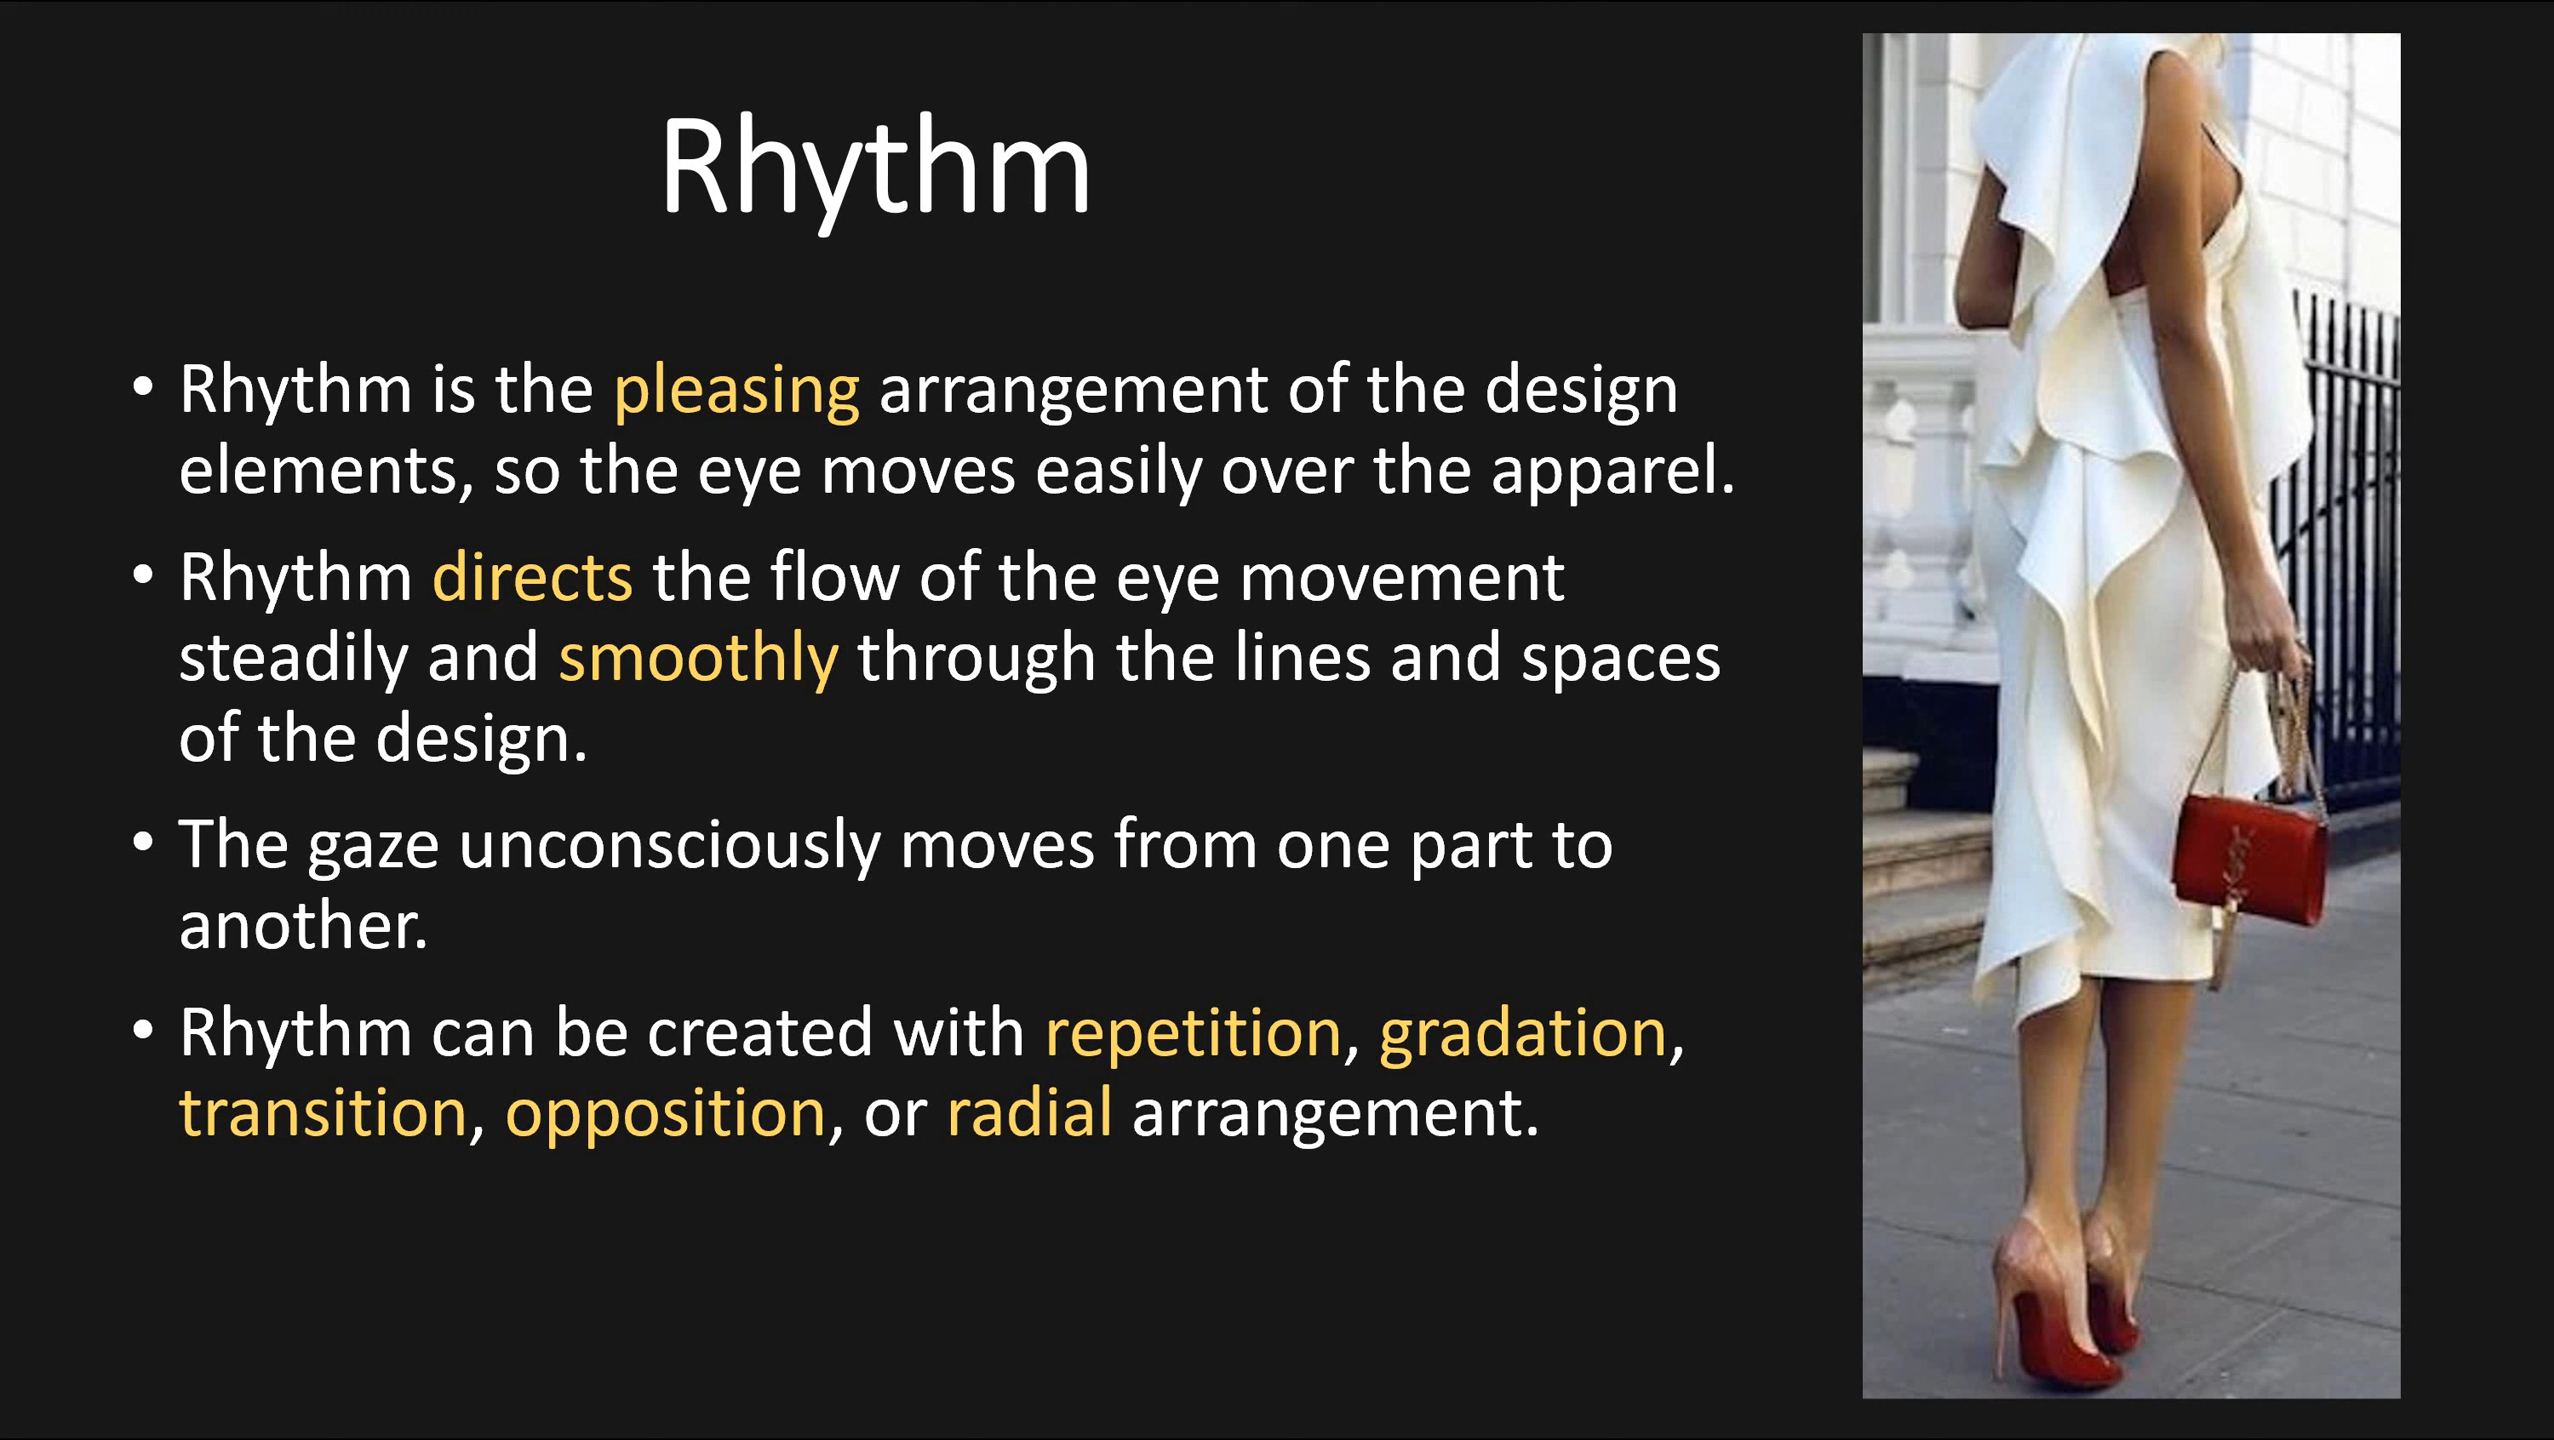 Rhythm
• Rhythm is the pleasing arrangement of the design
elements, so the eye moves easily over the apparel.
• Rhythm directs the flow of the eye movement
steadily and smoothly through the lines and spaces
of the design.
• The gaze unconsciously moves from one part to
another.
• Rhythm can be created with repetition, gradation,
transition, opposition, or radial arrangement.